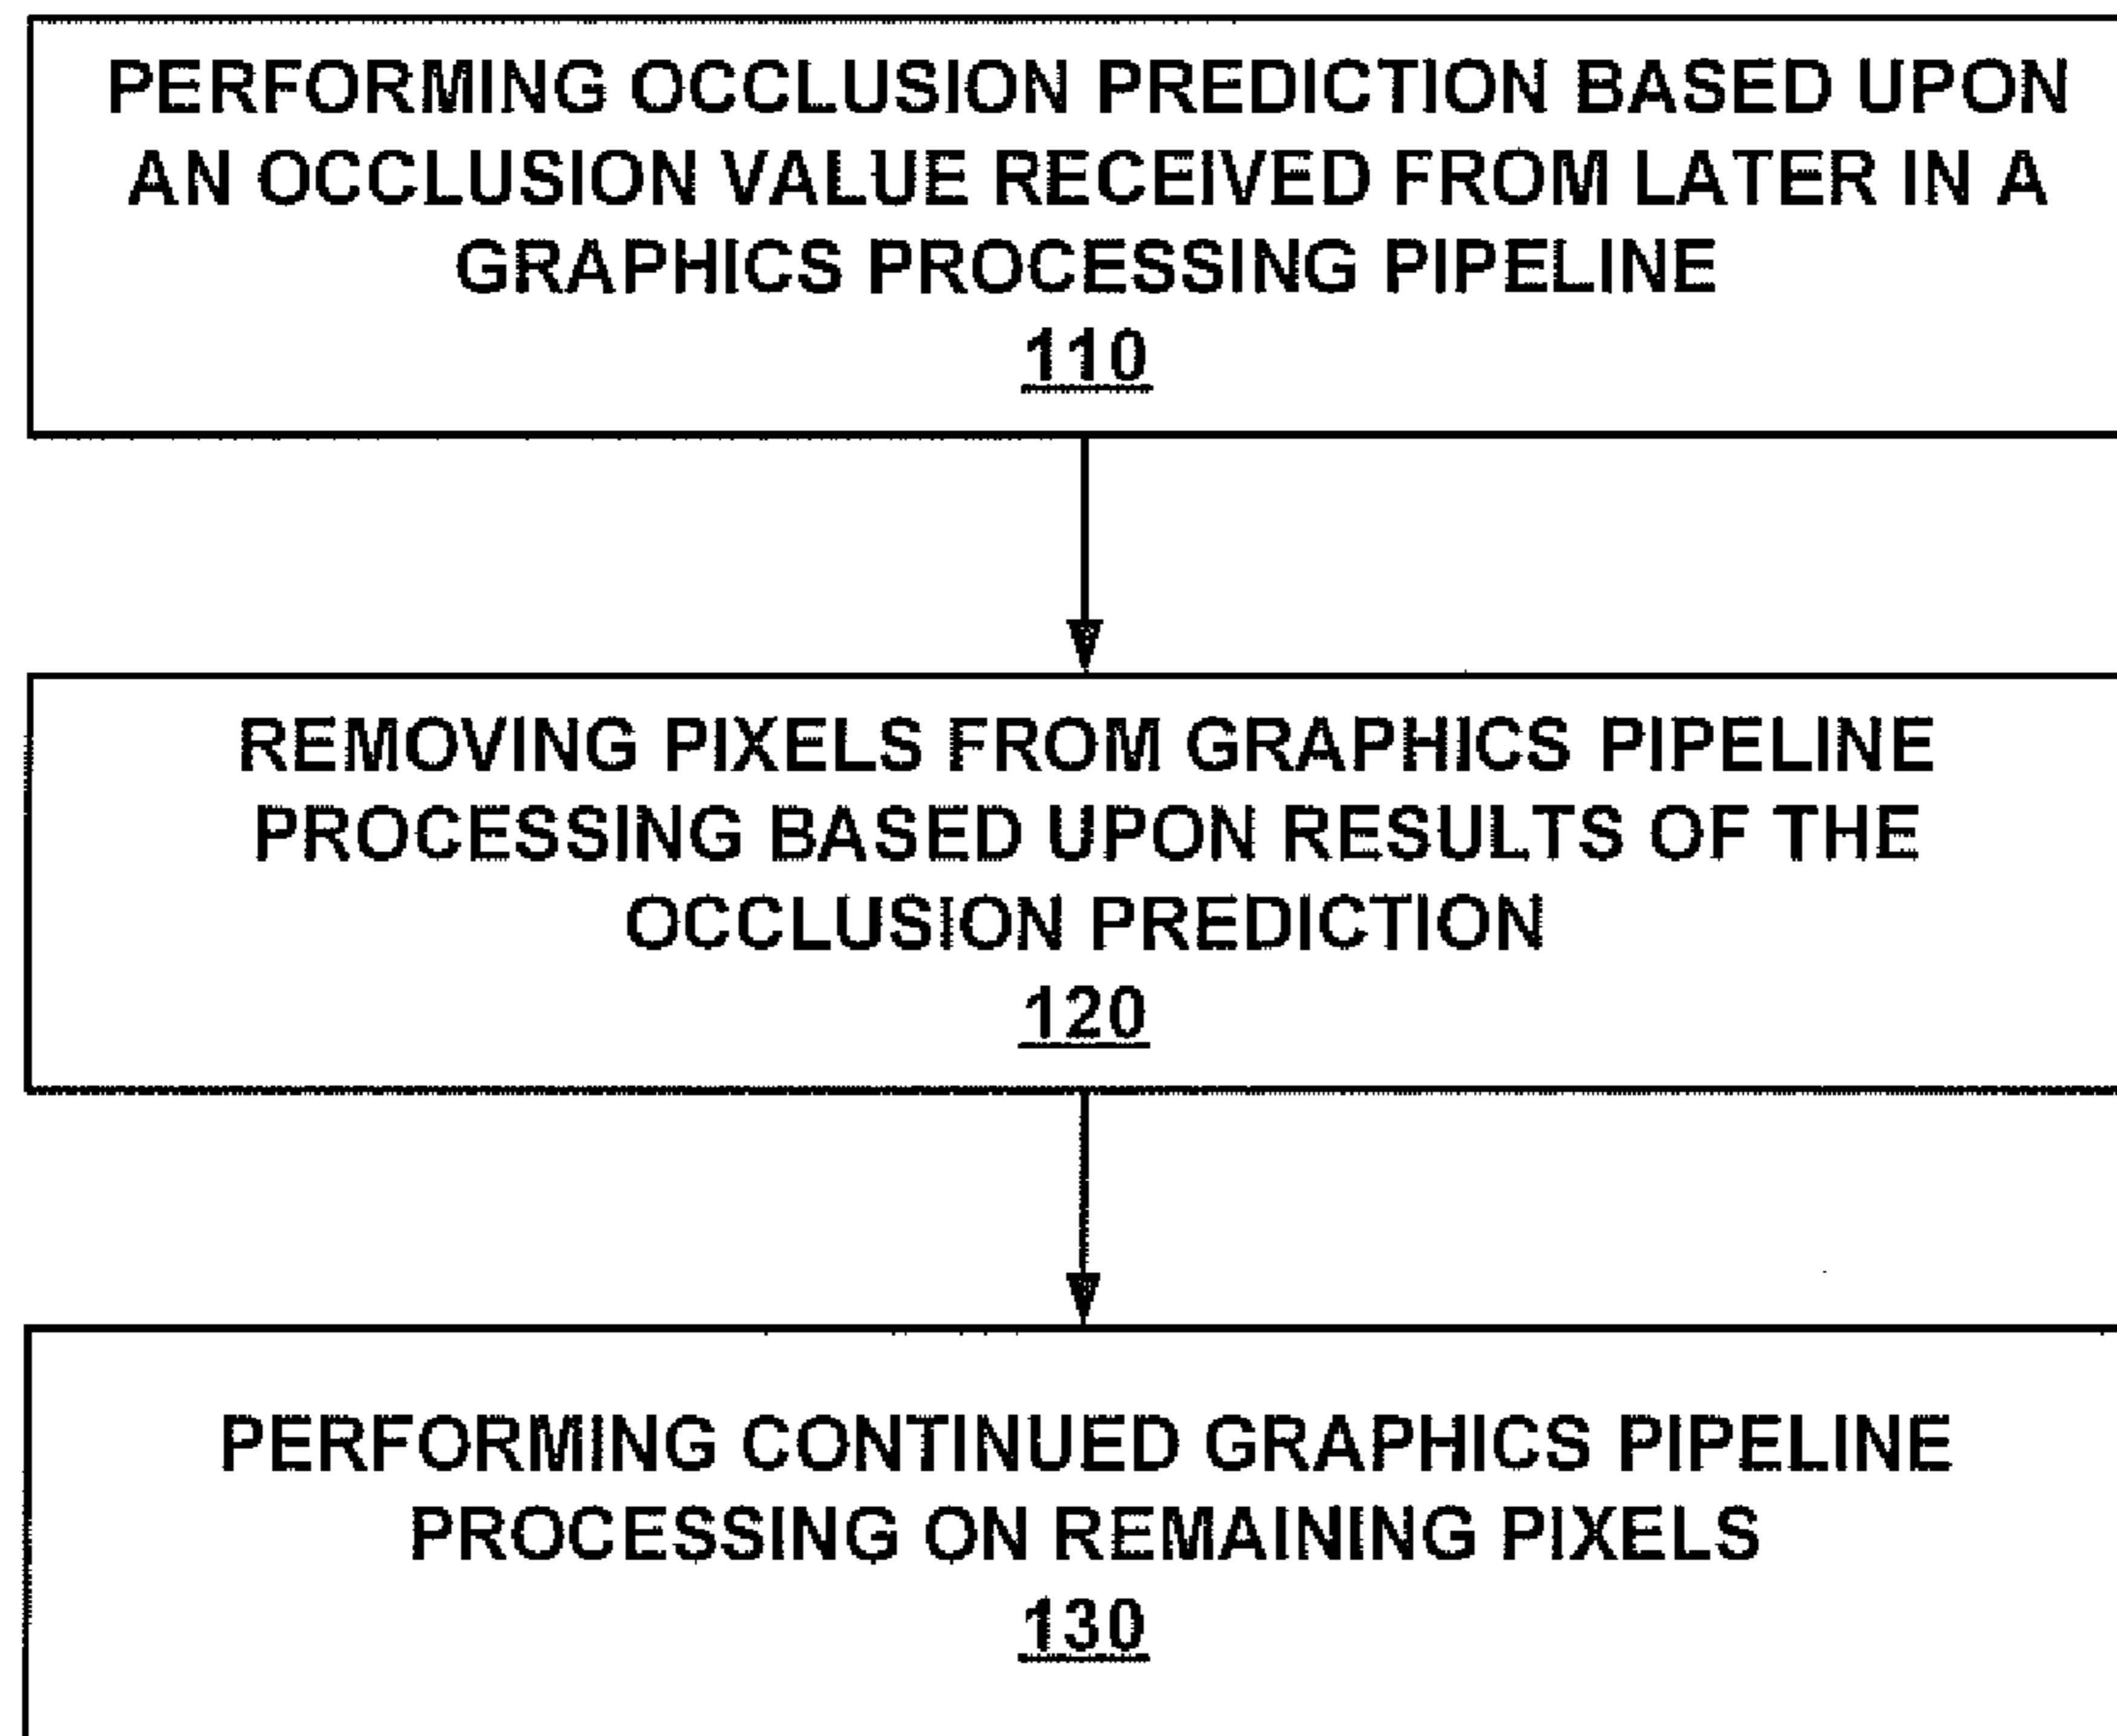 PERFORMING OCCLUSION PREDICTION BASED UPON
AN OCCLUSION VALUE RECEIVED FROM LATER IN A
GRAPHICS PROCESSING PIPELINE
110
REMOVING PIXELS FROM GRAPHICS PIPELINE
PROCESSING BASED UPON RESULTS OF THE
OCCLUSION PREDICTION
120
PERFORMING CONTINUED GRAPHICS PIPELINE
PROCESSING ON REMAINING PIXELS
130